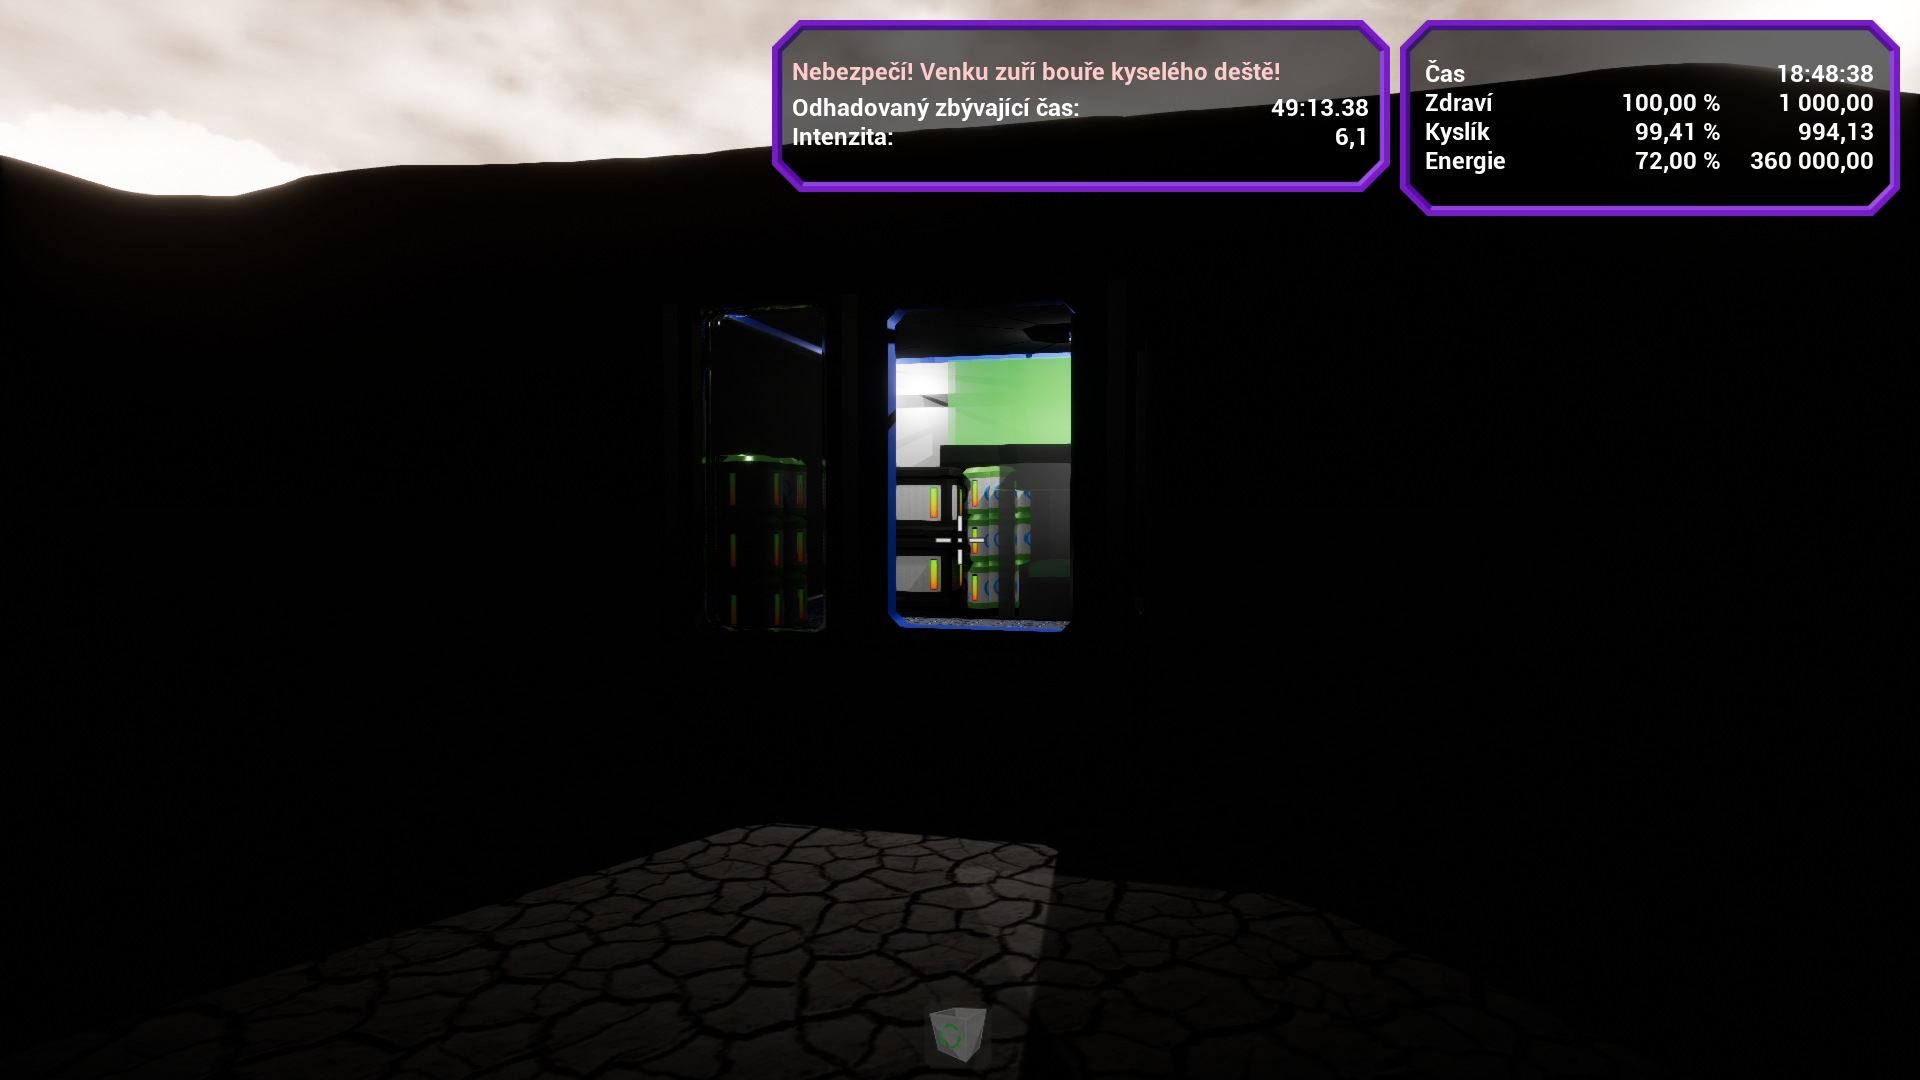 Nebezpečí! Venku zuří bouře kyselého deště!
Odhadovaný zbývající čas: 49:13.38
Intenzita: 6,1
Čas 18:48:38
Zdraví 100,00 % 1 000,00
Kyslík 99,41 % 994,13
Energie 72,00 % 360 000,00